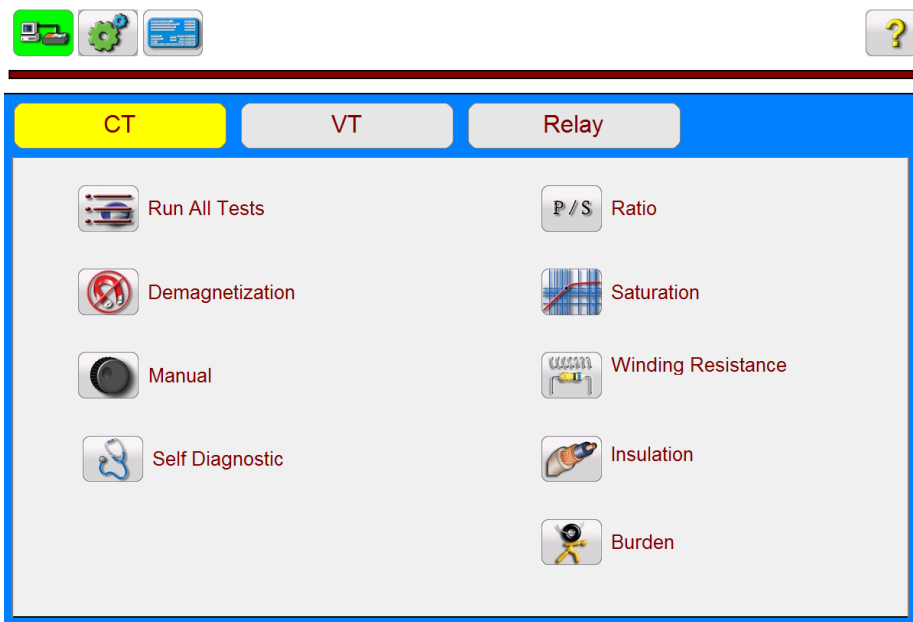 ?
CT VT Relay
Run All Tests
P/S Ratio
Demagnetization
Saturation
Manual
Winding Resistance
Self Diagnostic
Insulation
Burden